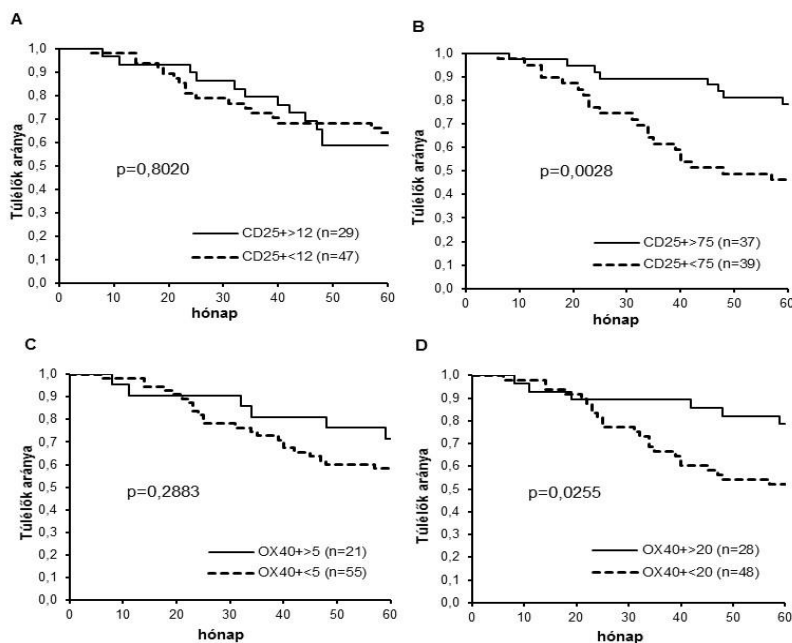 A
Túlélők aránya
1,0
0,9
0,8
0,7
0,6
0,5
0,4
0,3
0,2
0,1
0,0
p=0,8020
CD25+>12 (n=29)
CD25+<12 (n=47)
0 10 20 30 40 50 60
hónap
B
Túlélők aránya
1,0
0,9
0,8
0,7
0,6
0,5
0,4
0,3
0,2
0,1
0,0
p=0,0028
CD25+>75 (n=37)
CD25+<75 (n=39)
0 10 20 30 40 50 60
hónap
C
Túlélők aránya
1,0
0,9
0,8
0,7
0,6
0,5
0,4
0,3
0,2
0,1
0,0
p=0,2883
OX40+>5 (n=21)
OX40+<5 (n=55)
0 10 20 30 40 50 60
hónap
D
Túlélők aránya
1,0
0,9
0,8
0,7
0,6
0,5
0,4
0,3
0,2
0,1
0,0
p=0,0255
OX40+>20 (n=28)
OX40+<20 (n=48)
0 10 20 30 40 50 60
hónap